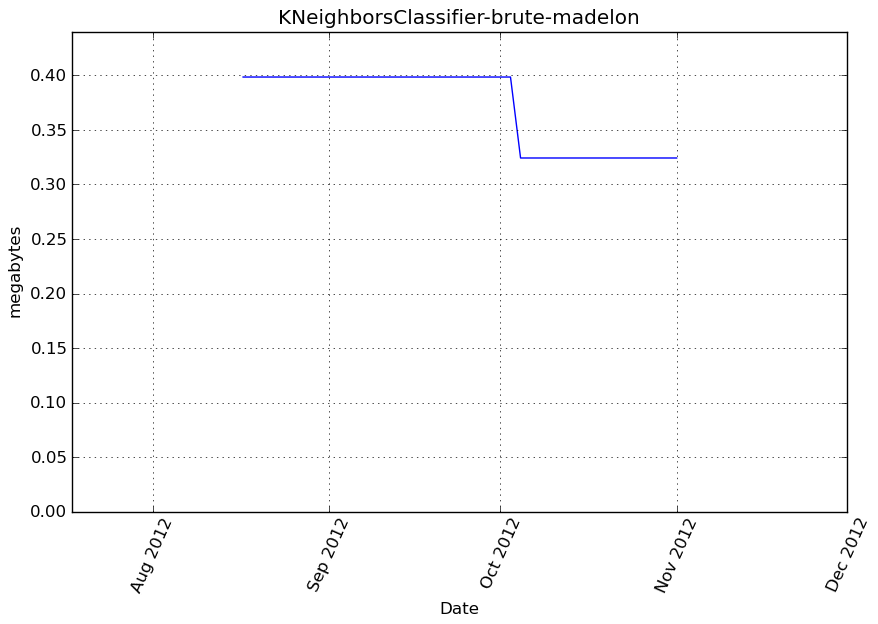 KNeighborsClassifier-brute-madelon
0.40
0.35
0.30
0.25
0.20
0.15
0.10
0.05
0.00
megabytes
Aug 2012
Sep 2012
Oct 2012
Nov 2012
Dec 2012
Date